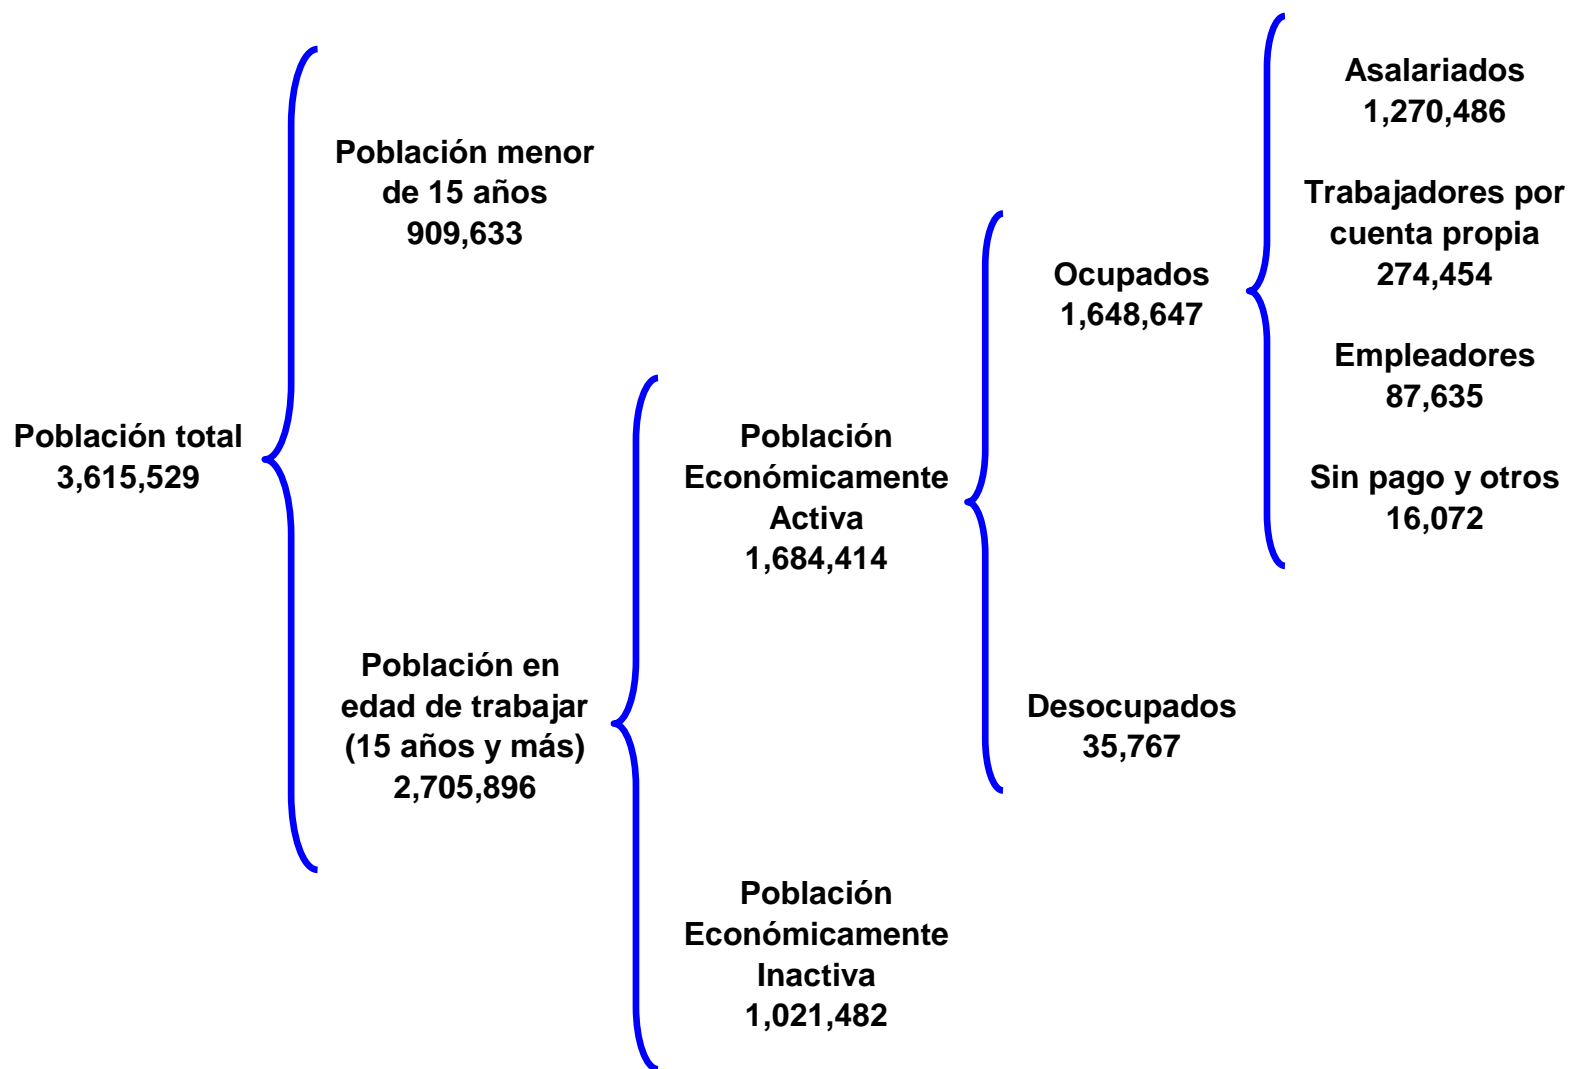 Población total
3,615,529
Población menor
de 15 años
909,633
Población en
edad de trabajar
(15 años y más)
2,705,896
Población
Económicamente
Activa
1,684,414
Población
Económicamente
Inactiva
1,021,482
Ocupados
1,648,647
Desocupados
35,767
Asalariados
1,270,486
Trabajadores por
cuenta propia
274,454
Empleadores
87,635
Sin pago y otros
16,072